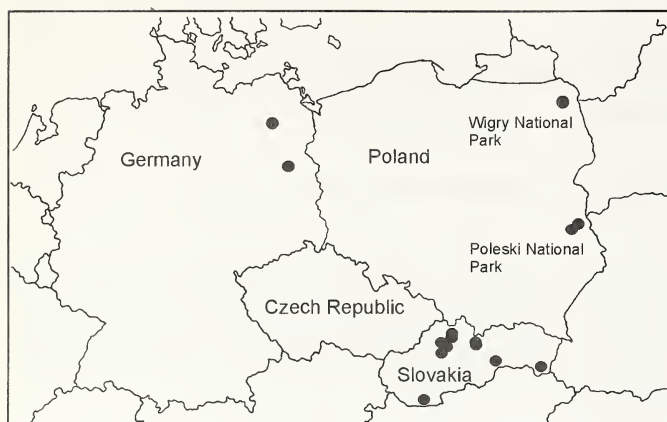 Wigry National
Park
Germany
Poland
Poleski National
Park
Czech Republic
Slovakia